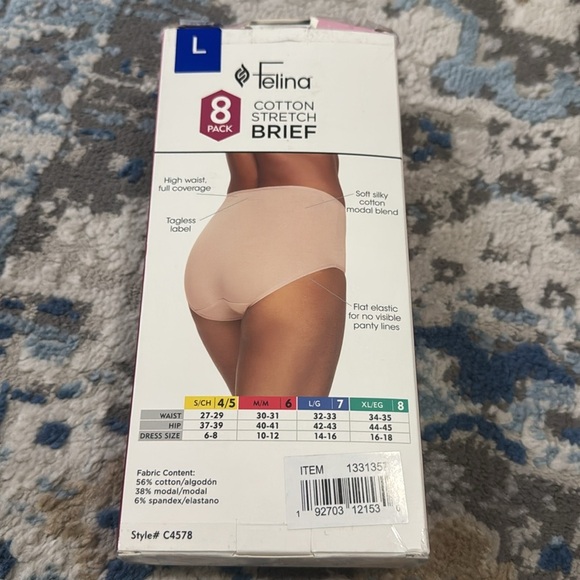 L
Felina
8 PACK
COTTON
STRETCH
BRIEF
High waist,
full coverage
Soft silky
cotton
modal blend
Tagless
label
Flat elastic
for no visible
panty lines
S/CH 4/5 M/M 6 L/G 7 XL/EG 8
WAIST 27-29 30-31 32-33 34-35
HIP 37-39 40-41 42-43 44-45
DRESS SIZE 6-8 10-12 14-16 16-18
Fabric Content:
56% cotton/algodón
38% modal/modal
6% spandex/elastano
ITEM
1 92703 12153
Style# C4578